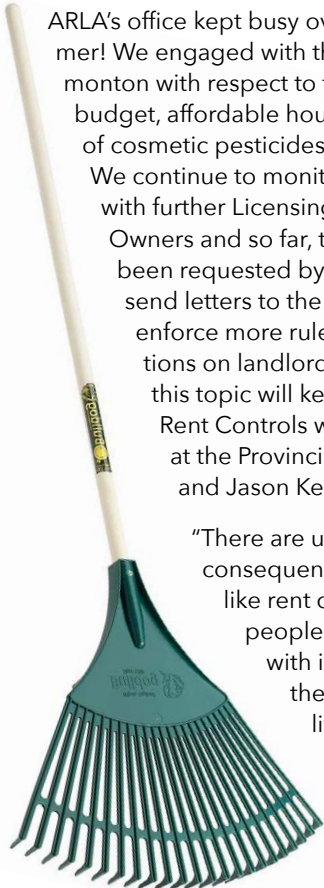 ARLA's office kept busy ov
mer! We engaged with th
monton with respect to t
budget, affordable hou
of cosmetic pesticides
We continue to monit
with further Licensing
Owners and so far, t
been requested by
send letters to the
enforce more rule
tions on landlord
this topic will ke
Rent Controls w
at the Provinci
and Jason Ke
"There are u
consequen
like rent c
people
with i
the
li
Bulldog
Bulldog